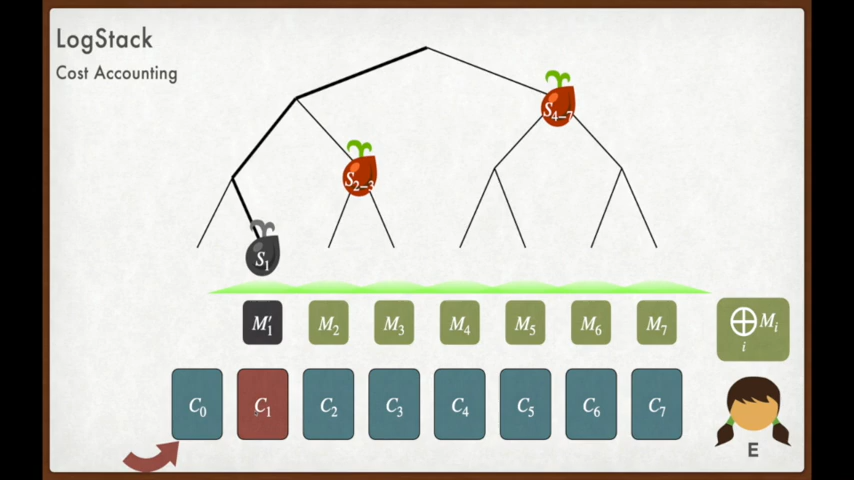 LogStack
Cost Accounting
S₄₋₇
S₂₋₃
S₁
M′₁ M₂ M₃ M₄ M₅ M₆ M₇ ⊕ᵢ Mᵢ
C₀ C₁ C₂ C₃ C₄ C₅ C₆ C₇
E